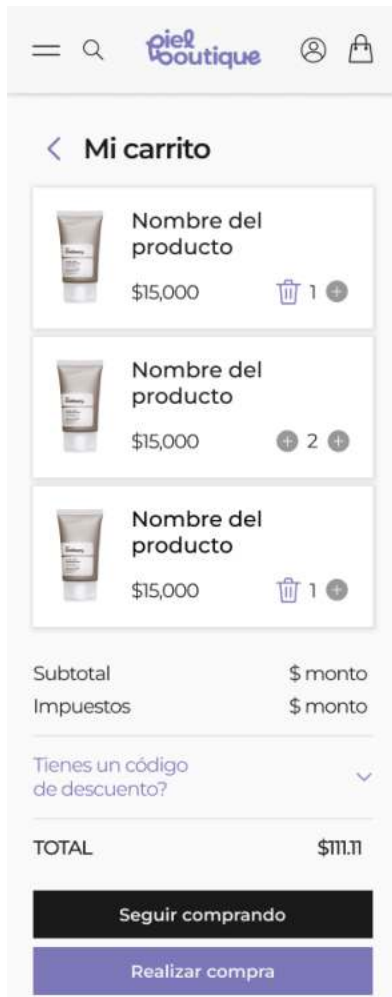 piel
boutique
Mi carrito
Nombre del
producto
$15,000
1
Nombre del
producto
$15,000
2
Nombre del
producto
$15,000
1
Subtotal $ monto
Impuestos $ monto
Tienes un código
de descuento?
TOTAL $111.11
Seguir comprando
Realizar compra